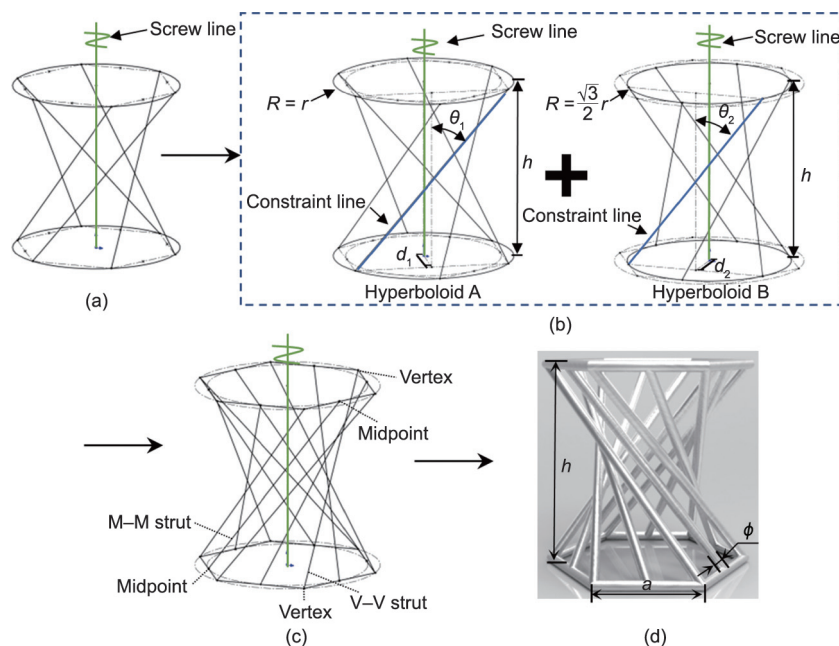 Screw line
(a)
Screw line
R = r
θ₁
h
Constraint line
d₁
Hyperboloid A
Screw line
R = √3/2 r
θ₂
h
Constraint line
d₂
Hyperboloid B
(b)
Vertex
Midpoint
M–M strut
Midpoint
Vertex
V–V strut
(c)
h
ϕ
a
(d)